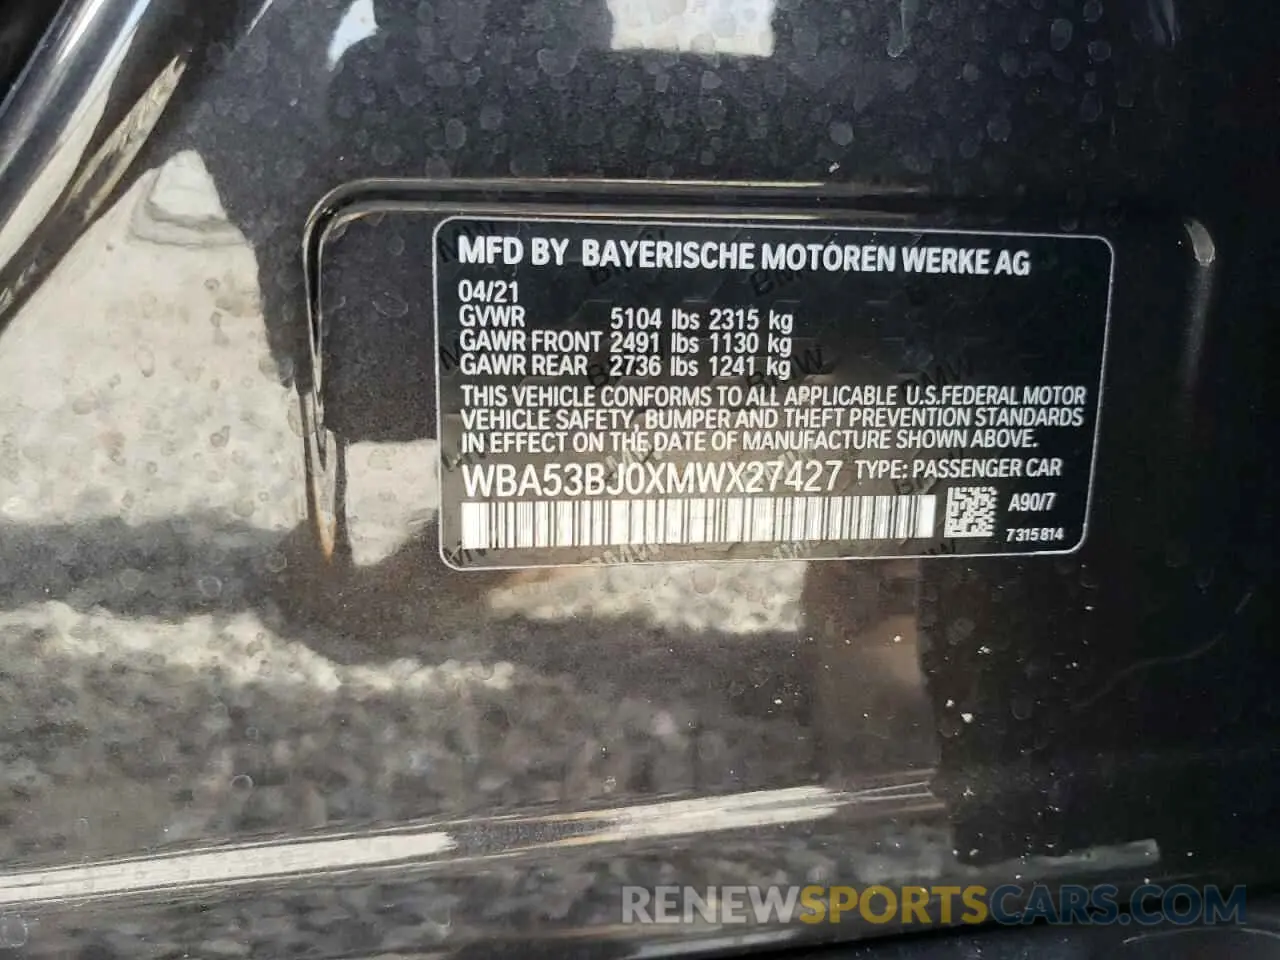 MFD BY BAYERISCHE MOTOREN WERKE AG
04/21
GVWR 5104 lbs 2315 kg
GAWR FRONT 2491 lbs 1130 kg
GAWR REAR 2736 lbs 1241 kg
THIS VEHICLE CONFORMS TO ALL APPLICABLE U.S.FEDERAL MOTOR
VEHICLE SAFETY, BUMPER AND THEFT PREVENTION STANDARDS
IN EFFECT ON THE DATE OF MANUFACTURE SHOWN ABOVE.
WBA53BJ0XMWX27427 TYPE: PASSENGER CAR
A90/7
7315814
RENEWSPORTSCARS.COM